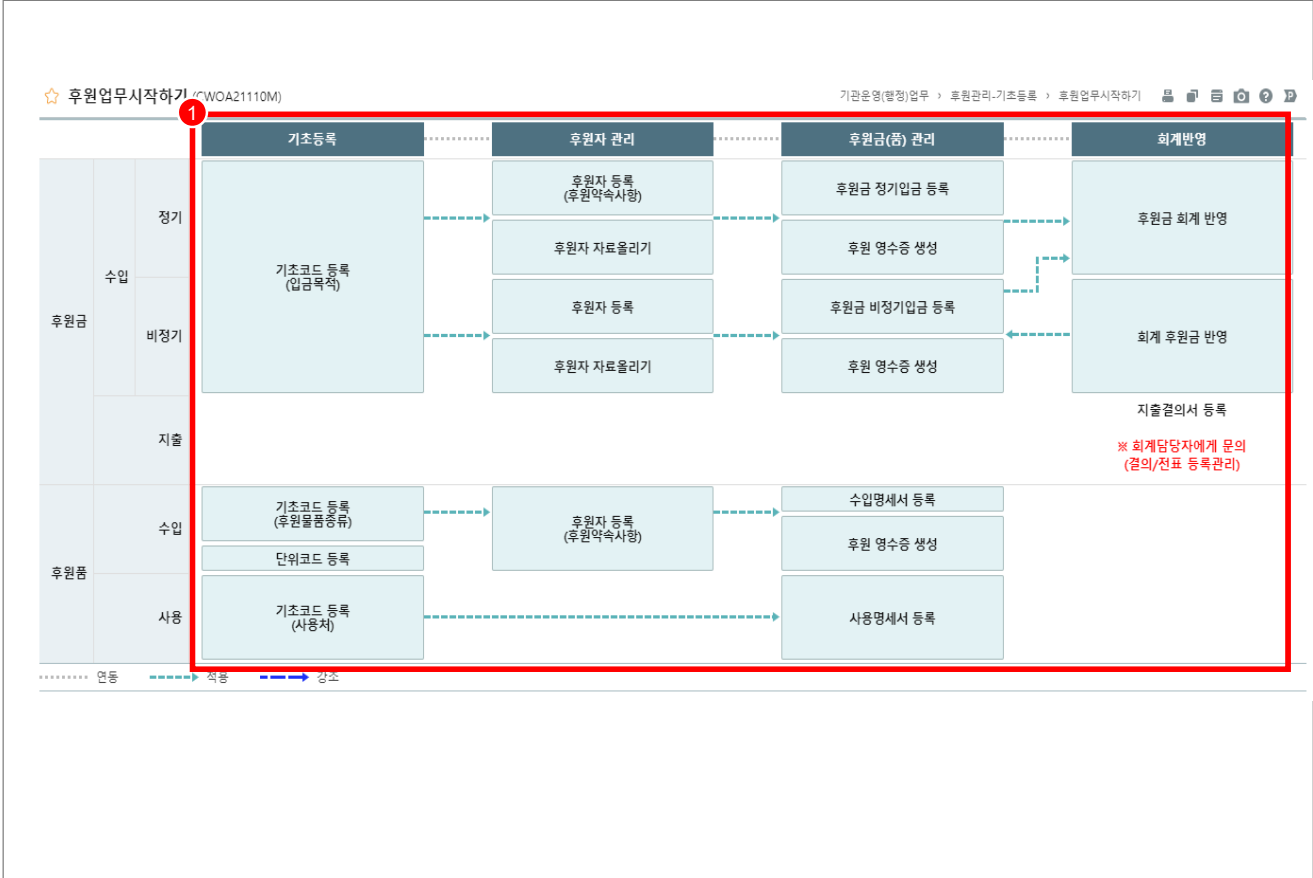 후원업무시작하기 (CWOA21110M)
기관운영(행정)업무 › 후원관리-기초등록 › 후원업무시작하기
1
기초등록
후원자 관리
후원금(품) 관리
회계반영
후원금
수입
정기
비정기
지출
기초코드 등록
(입금목적)
후원자 등록
(후원약속사항)
후원자 자료올리기
후원자 등록
후원자 자료올리기
후원금 정기입금 등록
후원 영수증 생성
후원금 비정기입금 등록
후원 영수증 생성
후원금 회계 반영
회계 후원금 반영
지출결의서 등록
※ 회계담당자에게 문의
(결의/전표 등록관리)
후원품
수입
사용
기초코드 등록
(후원물품종류)
단위코드 등록
후원자 등록
(후원약속사항)
수입명세서 등록
후원 영수증 생성
기초코드 등록
(사용처)
사용명세서 등록
연동
적용
강조